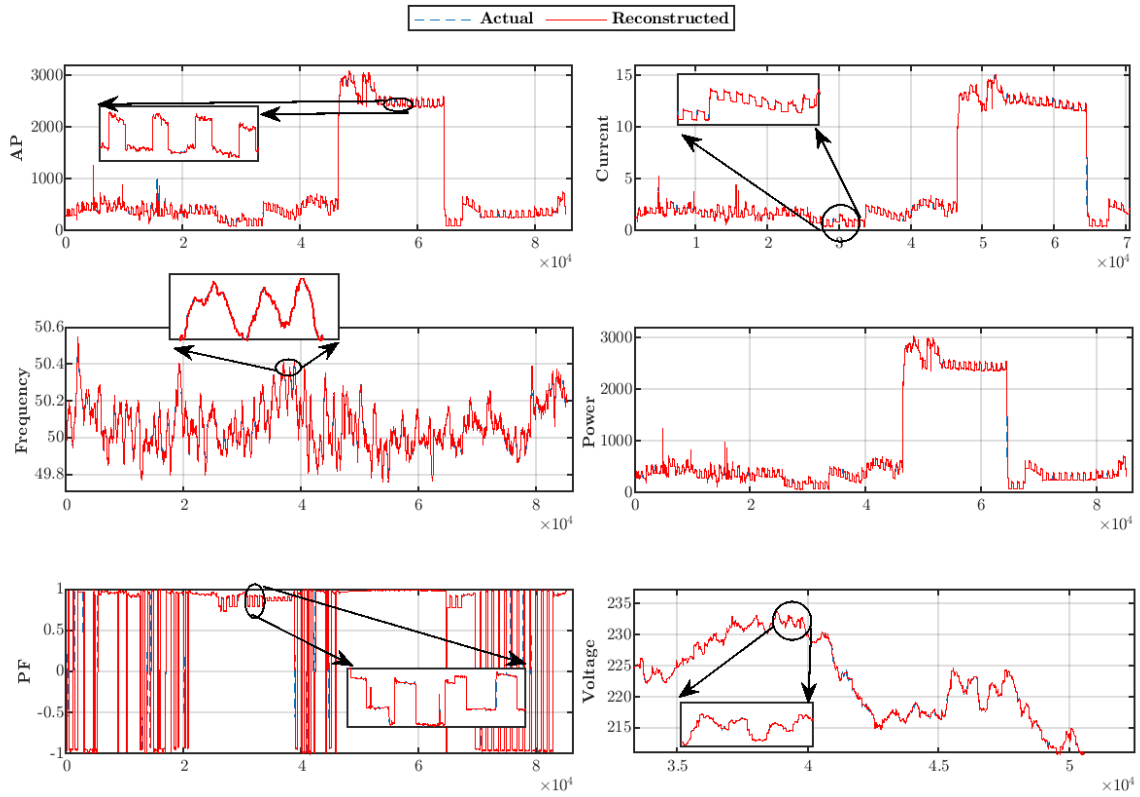 Actual Reconstructed
3000
2000
1000
0
AP
0 2 4 6 8
×10^4
15
10
5
0
Current
1 2 3 4 5 6 7
×10^4
50.6
50.4
50.2
50
49.8
Frequency
0 2 4 6 8
×10^4
3000
2000
1000
0
Power
0 2 4 6 8
×10^4
1
0.5
0
-0.5
-1
PF
0 2 4 6 8
×10^4
235
230
225
220
215
Voltage
3.5 4 4.5 5
×10^4